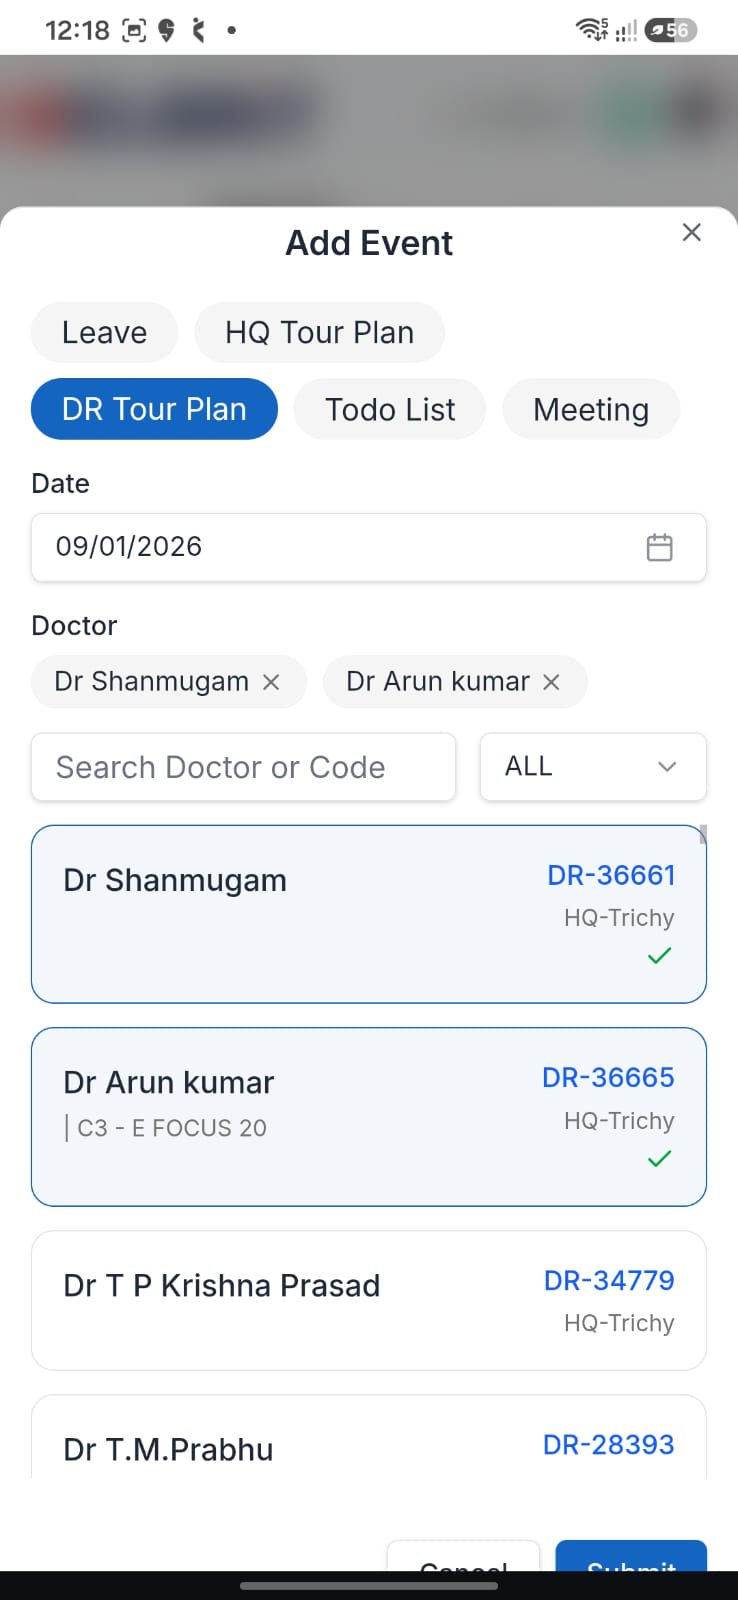 12:18
5
56
Add Event
Leave
HQ Tour Plan
DR Tour Plan
Todo List
Meeting
Date
09/01/2026
Doctor
Dr Shanmugam
Dr Arun kumar
Search Doctor or Code
ALL
Dr Shanmugam
DR-36661
HQ-Trichy
Dr Arun kumar
DR-36665
| C3 - E FOCUS 20
HQ-Trichy
Dr T P Krishna Prasad
DR-34779
HQ-Trichy
Dr T.M.Prabhu
DR-28393
Cancel
Submit